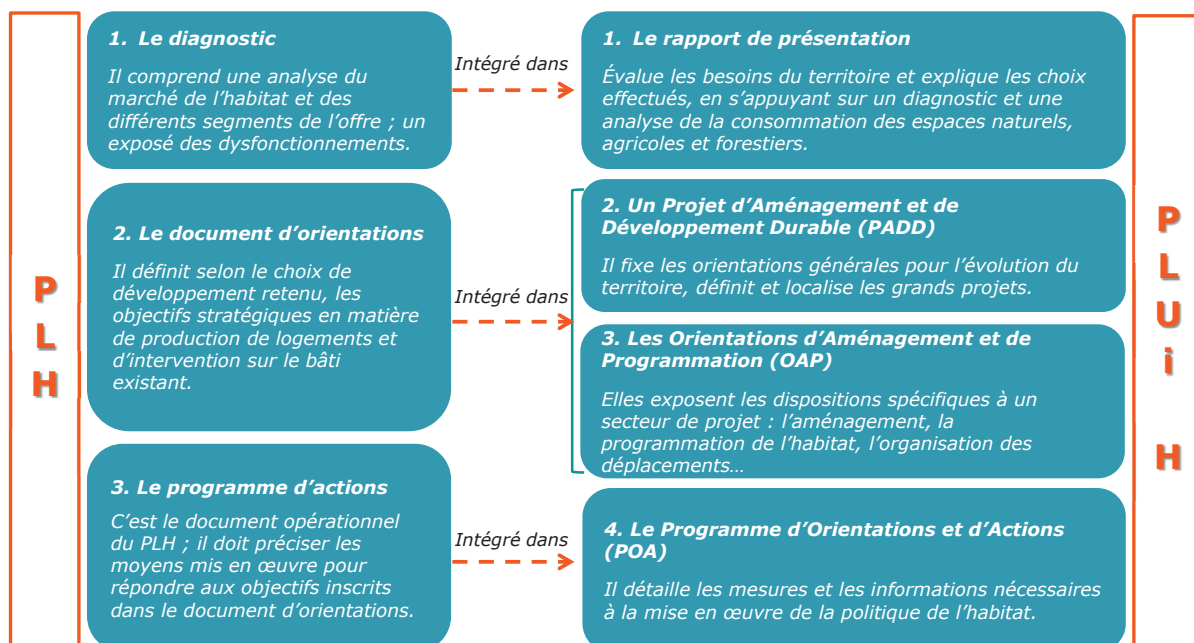 PLH
1. Le diagnostic
Il comprend une analyse du
marché de l'habitat et des
différents segments de l'offre ; un
exposé des dysfonctionnements.
Intégré dans
1. Le rapport de présentation
Évalue les besoins du territoire et explique les choix
effectués, en s'appuyant sur un diagnostic et une
analyse de la consommation des espaces naturels,
agricoles et forestiers.
2. Le document d'orientations
Il définit selon le choix de
développement retenu, les
objectifs stratégiques en matière
de production de logements et
d'intervention sur le bâti
existant.
Intégré dans
2. Un Projet d'Aménagement et de
Développement Durable (PADD)
Il fixe les orientations générales pour l'évolution du
territoire, définit et localise les grands projets.
3. Les Orientations d'Aménagement et de
Programmation (OAP)
Elles exposent les dispositions spécifiques à un
secteur de projet : l'aménagement, la
programmation de l'habitat, l'organisation des
déplacements…
3. Le programme d'actions
C'est le document opérationnel
du PLH ; il doit préciser les
moyens mis en œuvre pour
répondre aux objectifs inscrits
dans le document d'orientations.
Intégré dans
4. Le Programme d'Orientations et d'Actions
(POA)
Il détaille les mesures et les informations nécessaires
à la mise en œuvre de la politique de l'habitat.
PLUi H